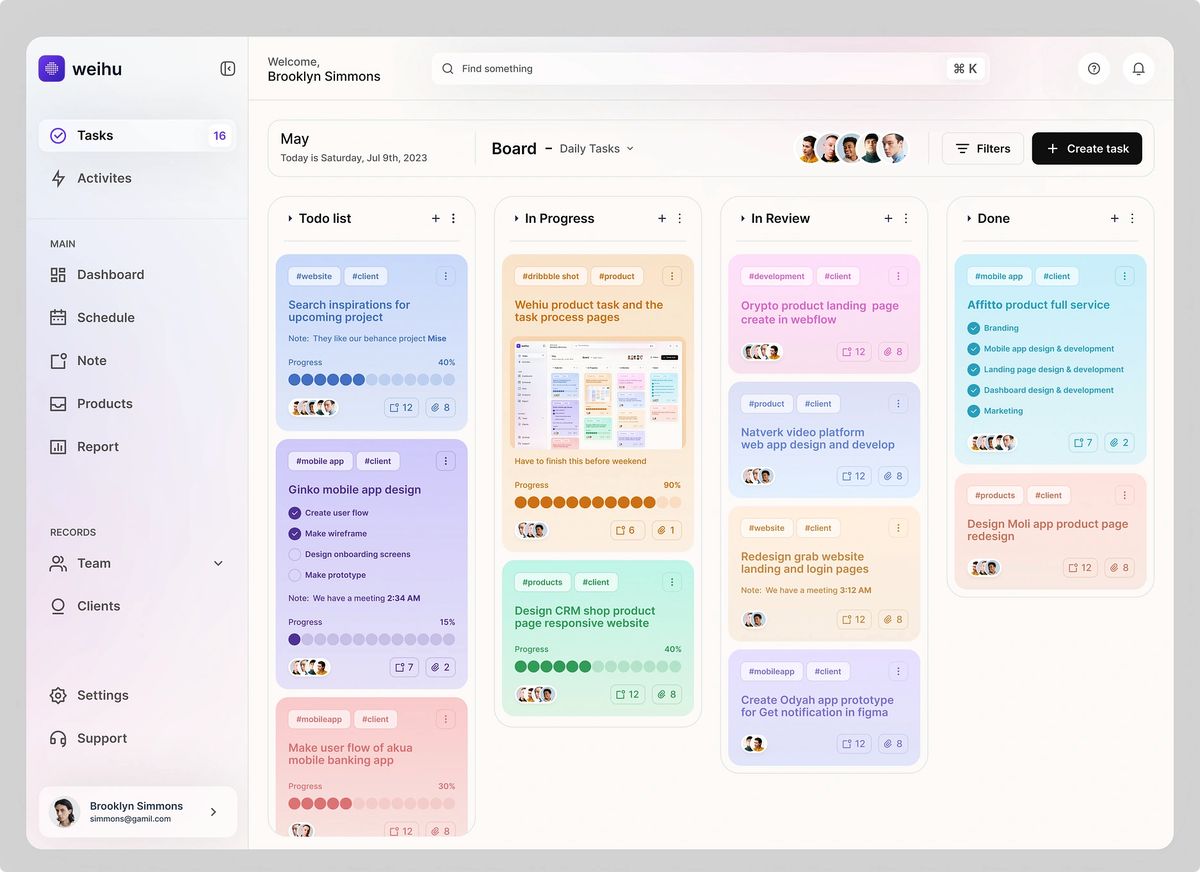 weihu
Tasks
16
Activites
MAIN
Dashboard
Schedule
Note
Products
Report
RECORDS
Team
Clients
Settings
Support
Brooklyn Simmons
simmons@gamil.com
Welcome,
Brooklyn Simmons
Find something
⌘ K
May
Today is Saturday, Jul 9th, 2023
Board – Daily Tasks
Filters
+ Create task
Todo list
#website #client
Search inspirations for
upcoming project
Note: They like our behance project Mise
Progress 40%
12 8
#mobile app #client
Ginko mobile app design
Create user flow
Make wireframe
Design onboarding screens
Make prototype
Note: We have a meeting 2:34 AM
Progress 15%
7 2
#mobileapp #client
Make user flow of akua
mobile banking app
Progress 30%
12 8
In Progress
#dribbble shot #product
Wehiu product task and the
task process pages
Have to finish this before weekend
Progress 90%
6 1
#products #client
Design CRM shop product
page responsive website
Progress 40%
12 8
In Review
#development #client
Orypto product landing page
create in webflow
12 8
#product #client
Natverk video platform
web app design and develop
12 8
#website #client
Redesign grab website
landing and login pages
Note: We have a meeting 3:12 AM
12 8
#mobileapp #client
Create Odyah app prototype
for Get notification in figma
12 8
Done
#mobile app #client
Affitto product full service
Branding
Mobile app design & development
Landing page design & development
Dashboard design & development
Marketing
7 2
#products #client
Design Moli app product page
redesign
12 8